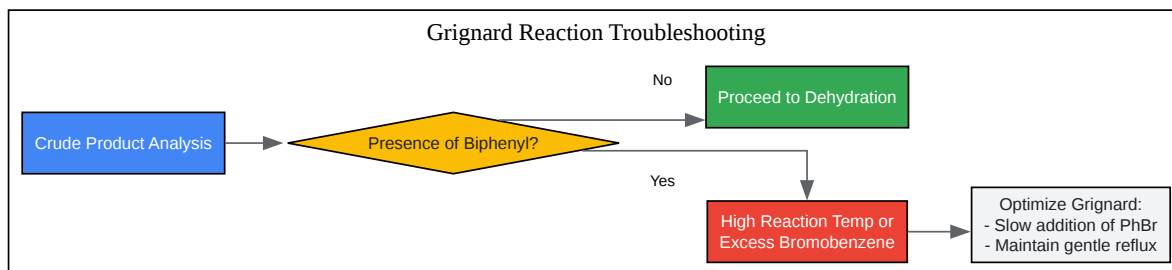 Grignard Reaction Troubleshooting
Crude Product Analysis
Presence of Biphenyl?
No
Proceed to Dehydration
Yes
High Reaction Temp or
Excess Bromobenzene
Optimize Grignard:
- Slow addition of PhBr
- Maintain gentle reflux